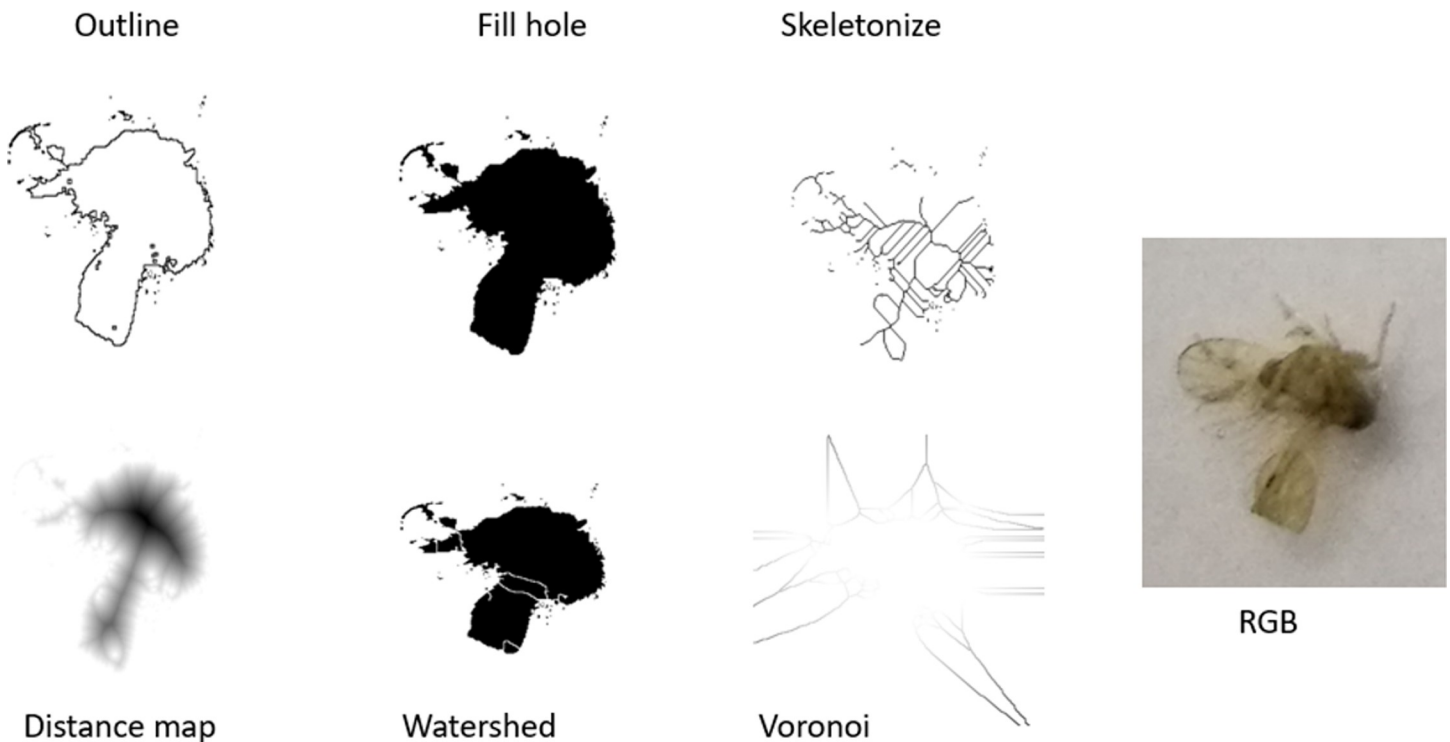 Outline
Fill hole
Skeletonize
RGB
Distance map
Watershed
Voronoi